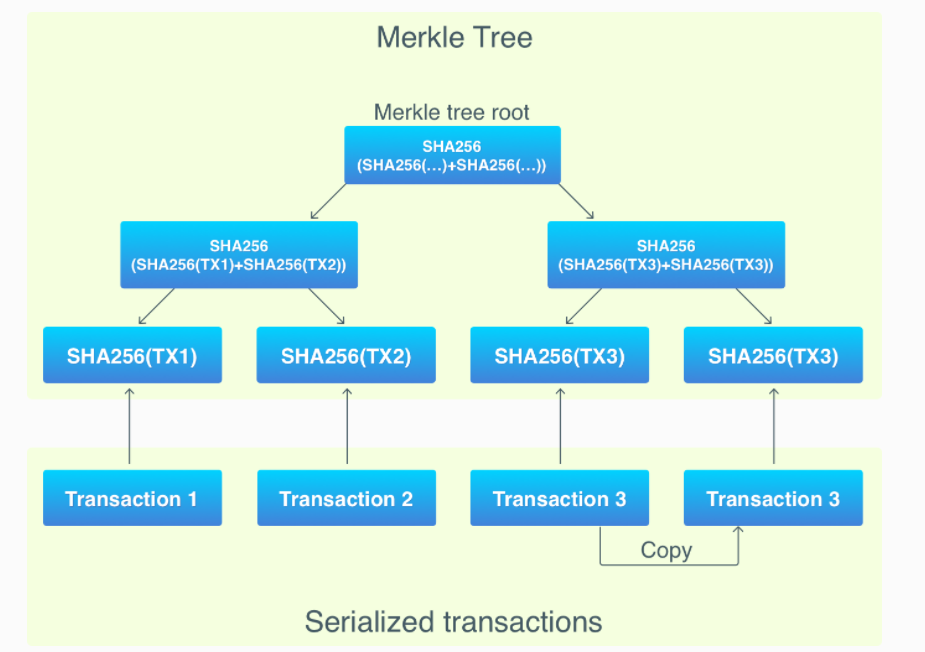 Merkle Tree
Merkle tree root
SHA256
(SHA256(...)+SHA256(...))
SHA256
(SHA256(TX1)+SHA256(TX2))
SHA256
(SHA256(TX3)+SHA256(TX3))
SHA256(TX1)
SHA256(TX2)
SHA256(TX3)
SHA256(TX3)
Transaction 1
Transaction 2
Transaction 3
Transaction 3
Copy
Serialized transactions